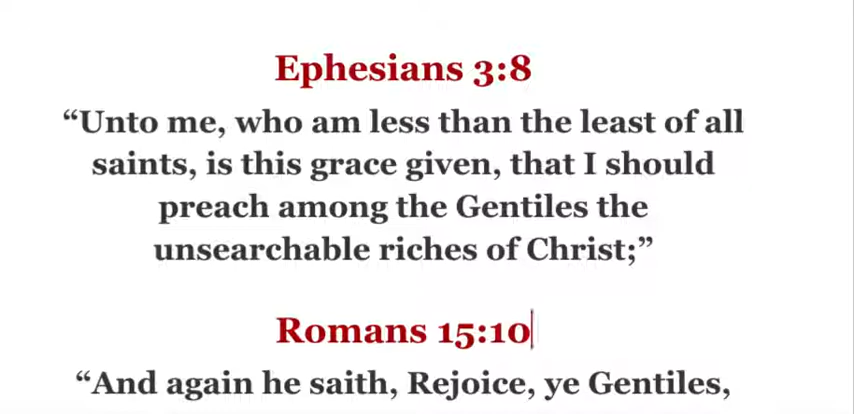 Ephesians 3:8
“Unto me, who am less than the least of all
saints, is this grace given, that I should
preach among the Gentiles the
unsearchable riches of Christ;”
Romans 15:10
“And again he saith, Rejoice, ye Gentiles,